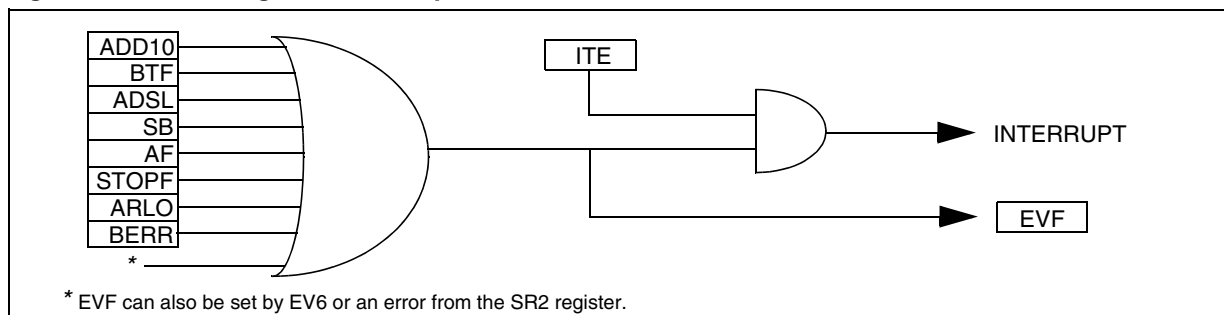 ADD10
BTF
ADSL
SB
AF
STOPF
ARLO
BERR
*
ITE
INTERRUPT
EVF
* EVF can also be set by EV6 or an error from the SR2 register.